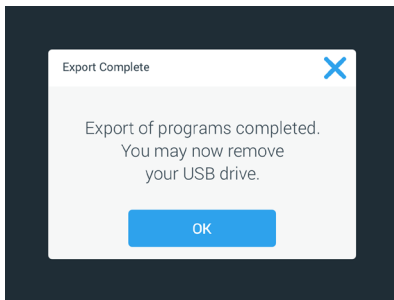 Export Complete
Export of programs completed.
You may now remove
your USB drive.
OK